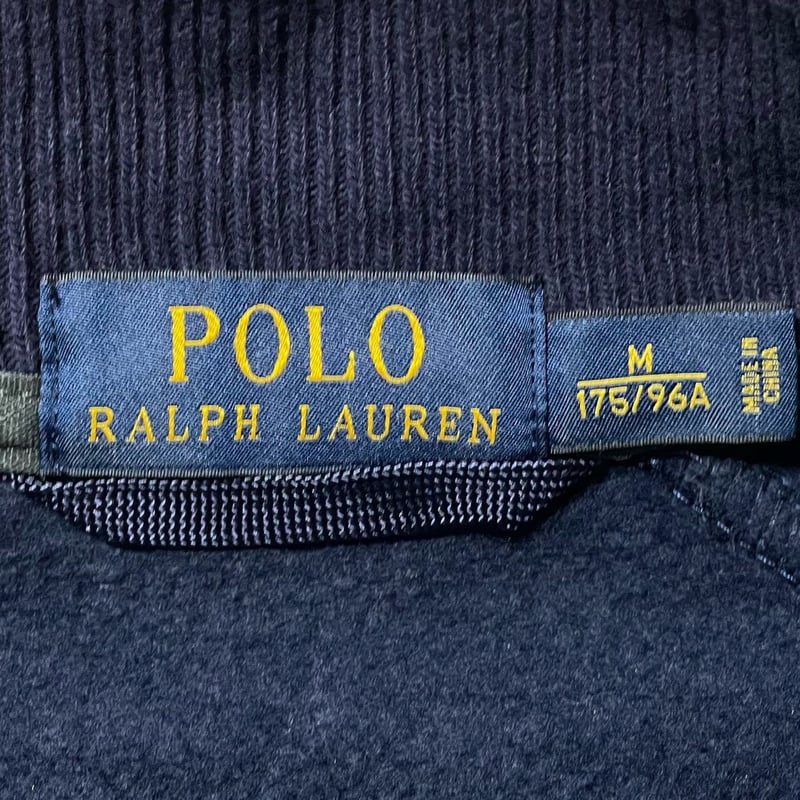 POLO
RALPH LAUREN
M
175/96A
MADE IN
CHINA